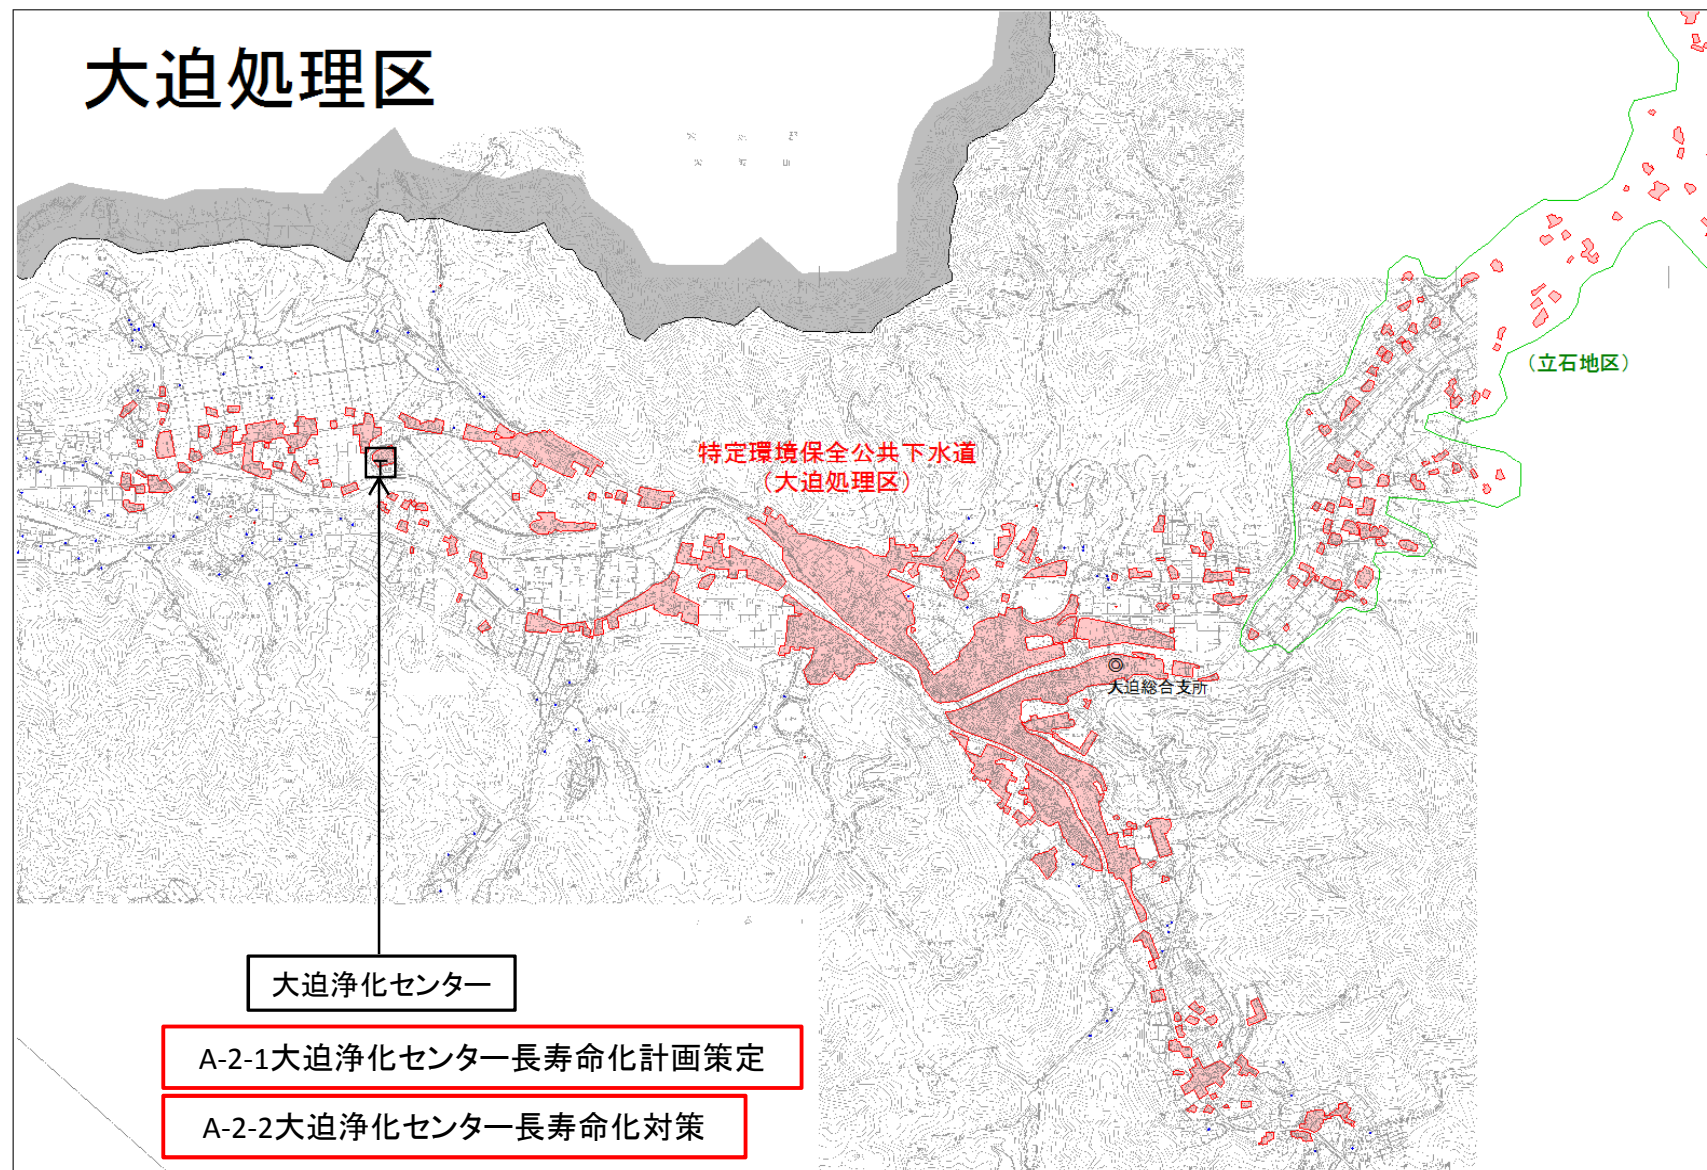 大迫処理区
（立石地区）
特定環境保全公共下水道
（大迫処理区）
大迫総合支所
大迫浄化センター
A-2-1大迫浄化センター長寿命化計画策定
A-2-2大迫浄化センター長寿命化対策